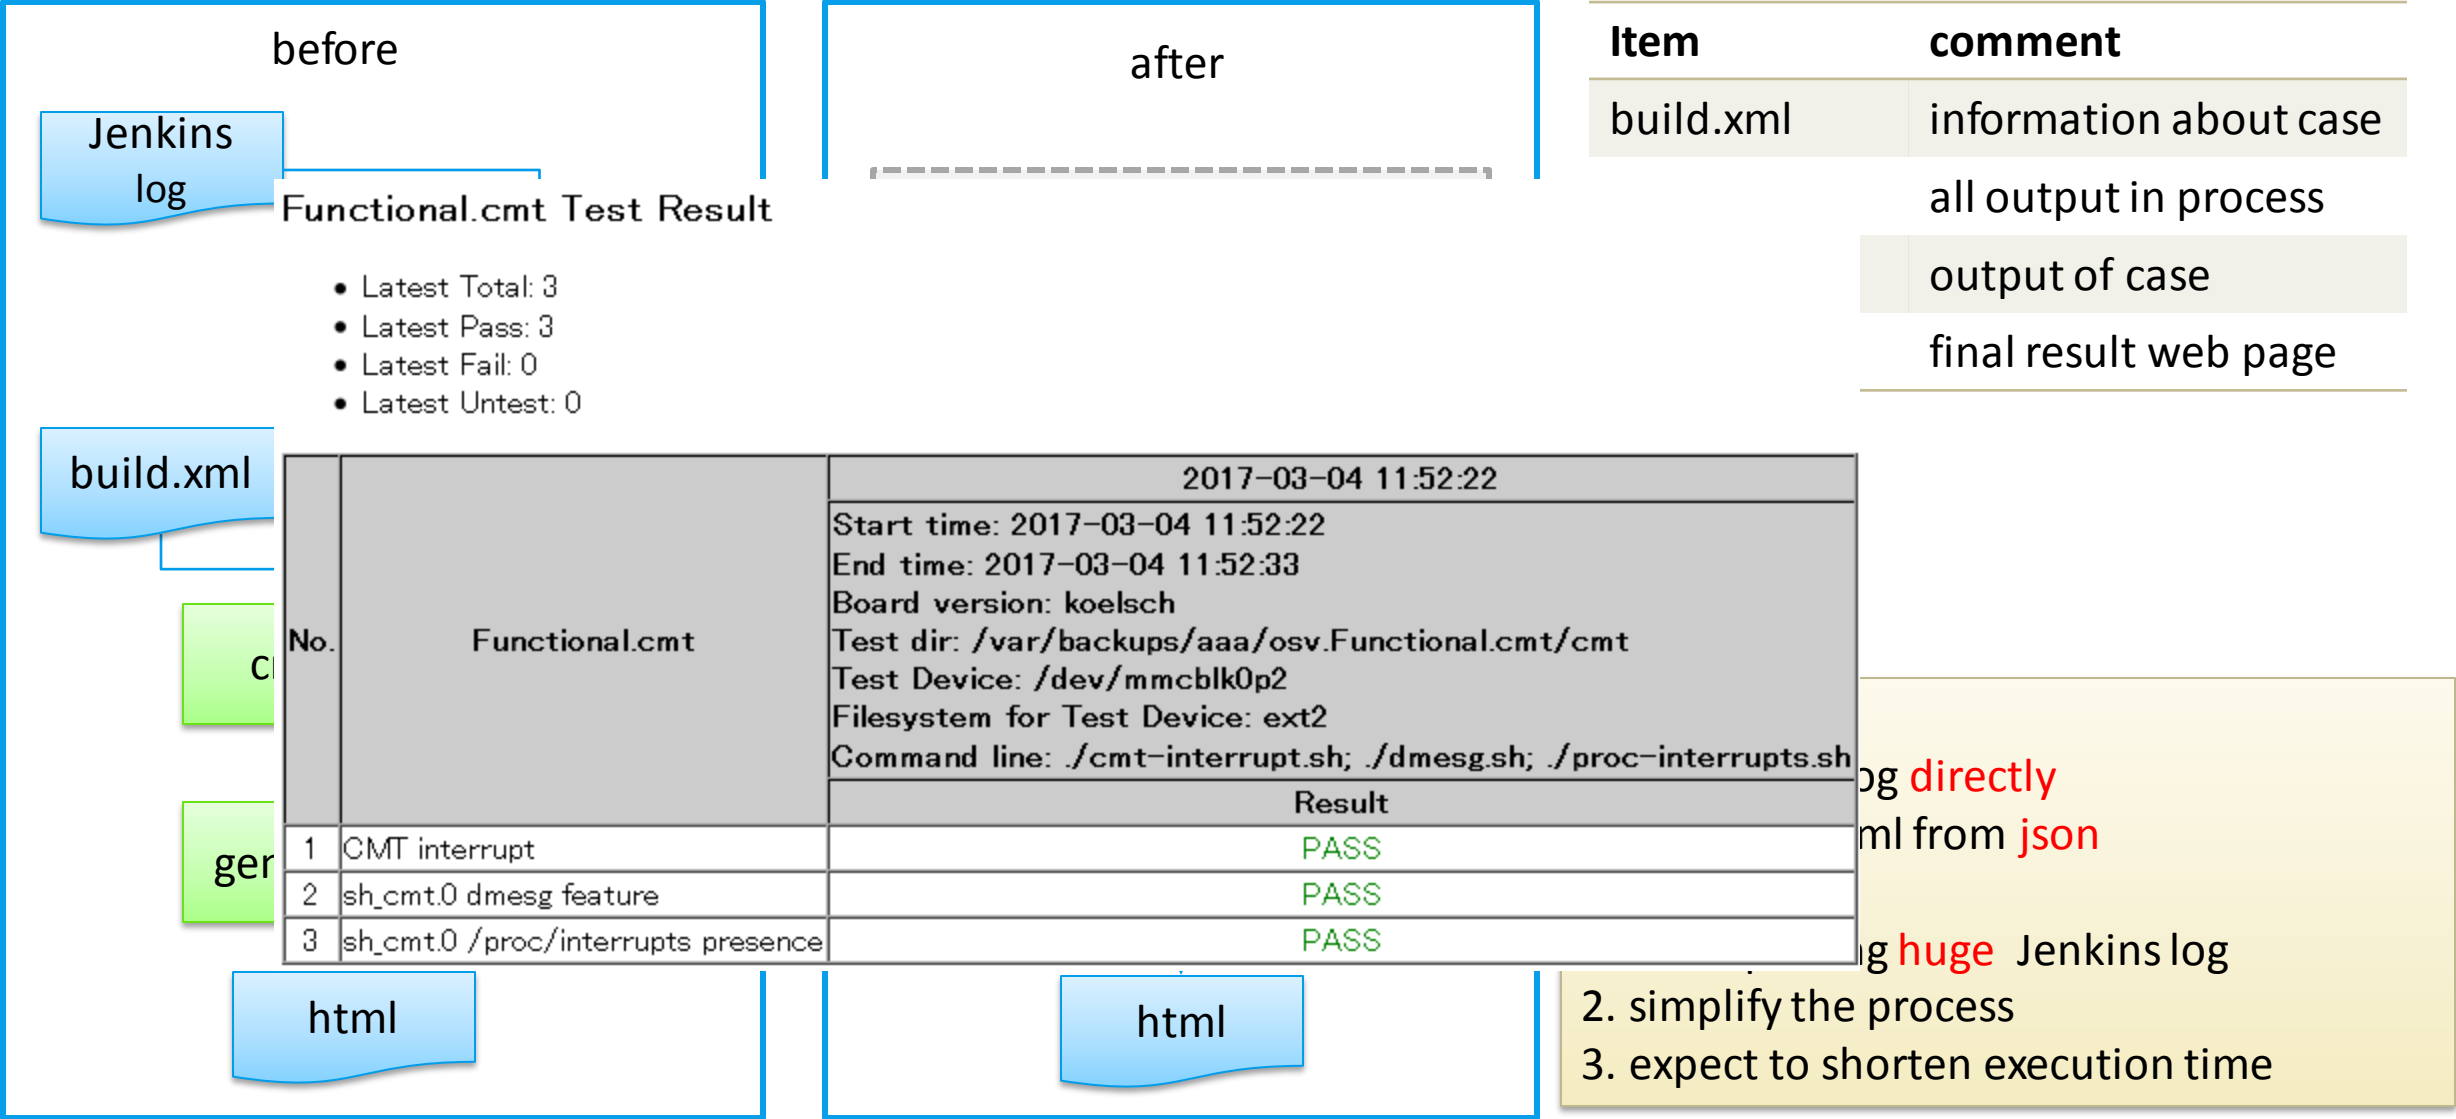 before
Jenkins
log
build.xml
html
after
html
Item comment
build.xml information about case
all output in process
output of case
final result web page
Functional.cmt Test Result
• Latest Total: 3
• Latest Pass: 3
• Latest Fail: 0
• Latest Untest: 0
No. Functional.cmt
2017-03-04 11:52:22
Start time: 2017-03-04 11:52:22
End time: 2017-03-04 11:52:33
Board version: koelsch
Test dir: /var/backups/aaa/osv.Functional.cmt/cmt
Test Device: /dev/mmcblk0p2
Filesystem for Test Device: ext2
Command line: ./cmt-interrupt.sh; ./dmesg.sh; ./proc-interrupts.sh
Result
1 CMT interrupt PASS
2 sh_cmt.0 dmesg feature PASS
3 sh_cmt.0 /proc/interrupts presence PASS
directly
from json
huge Jenkins log
2. simplify the process
3. expect to shorten execution time